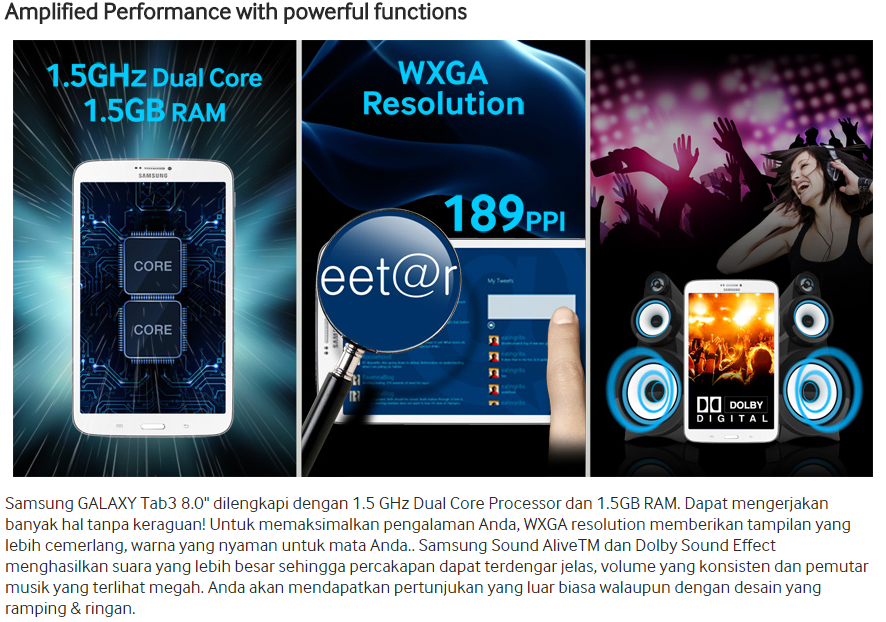 Amplified Performance with powerful functions
1.5GHz Dual Core
1.5GB RAM
SAMSUNG
CORE
CORE
WXGA
Resolution
189PPI
eet@r
My Tweets
SAMSUNG
DOLBY
DIGITAL
Samsung GALAXY Tab3 8.0" dilengkapi dengan 1.5 GHz Dual Core Processor dan 1.5GB RAM. Dapat mengerjakan
banyak hal tanpa keraguan! Untuk memaksimalkan pengalaman Anda, WXGA resolution memberikan tampilan yang
lebih cemerlang, warna yang nyaman untuk mata Anda.. Samsung Sound AliveTM dan Dolby Sound Effect
menghasilkan suara yang lebih besar sehingga percakapan dapat terdengar jelas, volume yang konsisten dan pemutar
musik yang terlihat megah. Anda akan mendapatkan pertunjukan yang luar biasa walaupun dengan desain yang
ramping & ringan.